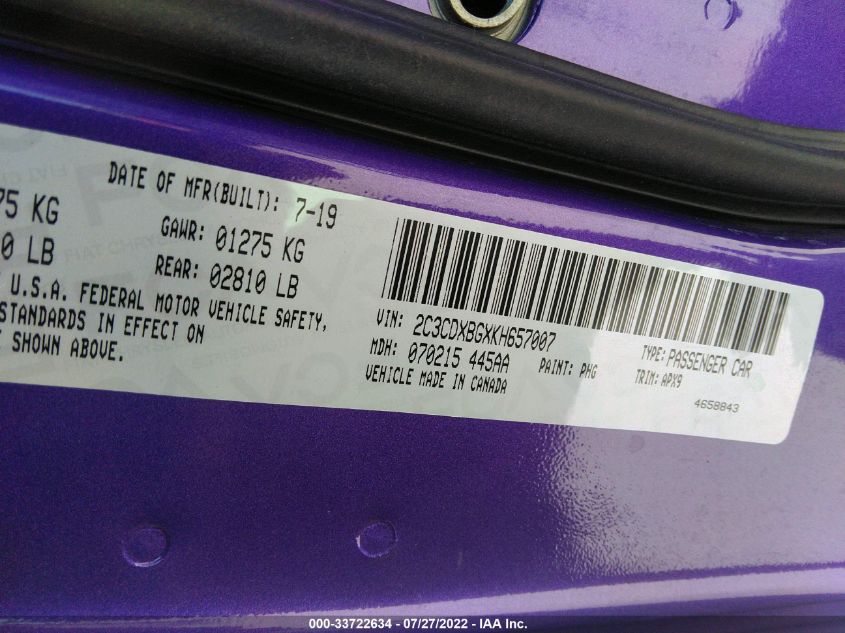 DATE OF MFR(BUILT): 7-19
75 KG GAWR: 01275 KG
0 LB REAR: 02810 LB
U.S.A. FEDERAL MOTOR VEHICLE SAFETY,
STANDARDS IN EFFECT ON
SHOWN ABOVE.
VIN: 2C3CDXBGXKH657007 TYPE: PASSENGER CAR
MDH: 070215 445AA PAINT: PHG TRIM: APX9
VEHICLE MADE IN CANADA 4658843
000-33722634 - 07/27/2022 - IAA Inc.